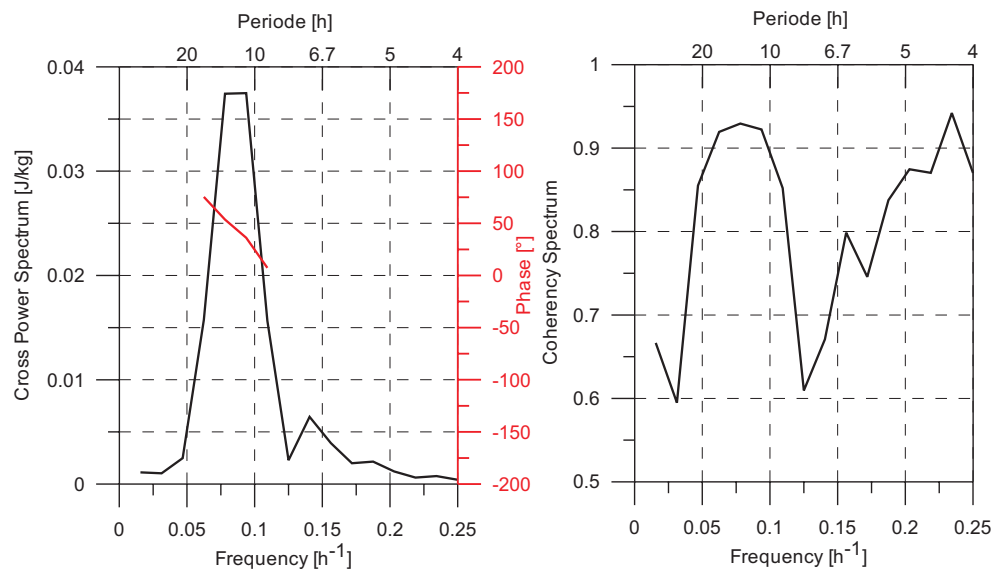 Periode [h]
20 10 6.7 5 4
0.04 0.03 0.02 0.01 0
Cross Power Spectrum [J/kg]
200 150 100 50 0 -50 -100 -150 -200
Phase [°]
0 0.05 0.1 0.15 0.2 0.25
Frequency [h-1]
Periode [h]
20 10 6.7 5 4
1 0.9 0.8 0.7 0.6 0.5
Coherency Spectrum
0 0.05 0.1 0.15 0.2 0.25
Frequency [h-1]